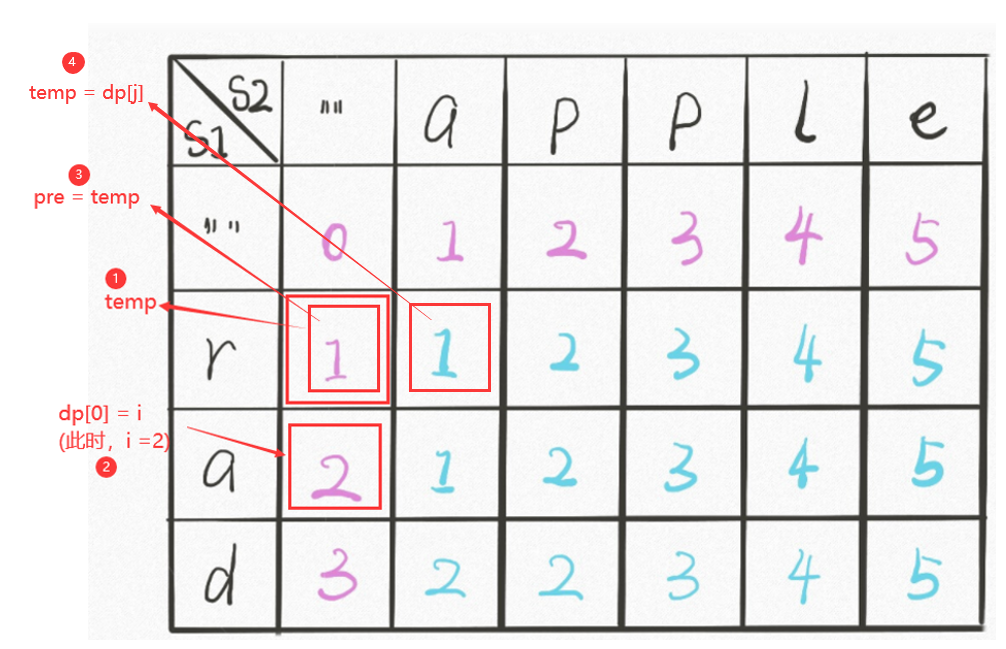 ④
temp = dp[j]
S2
S1
"" a p p l e
③
pre = temp
"" 0 1 2 3 4 5
①
temp
r 1 1 2 3 4 5
dp[0] = i
(此时，i =2)
②
a 2 1 2 3 4 5
d 3 2 2 3 4 5